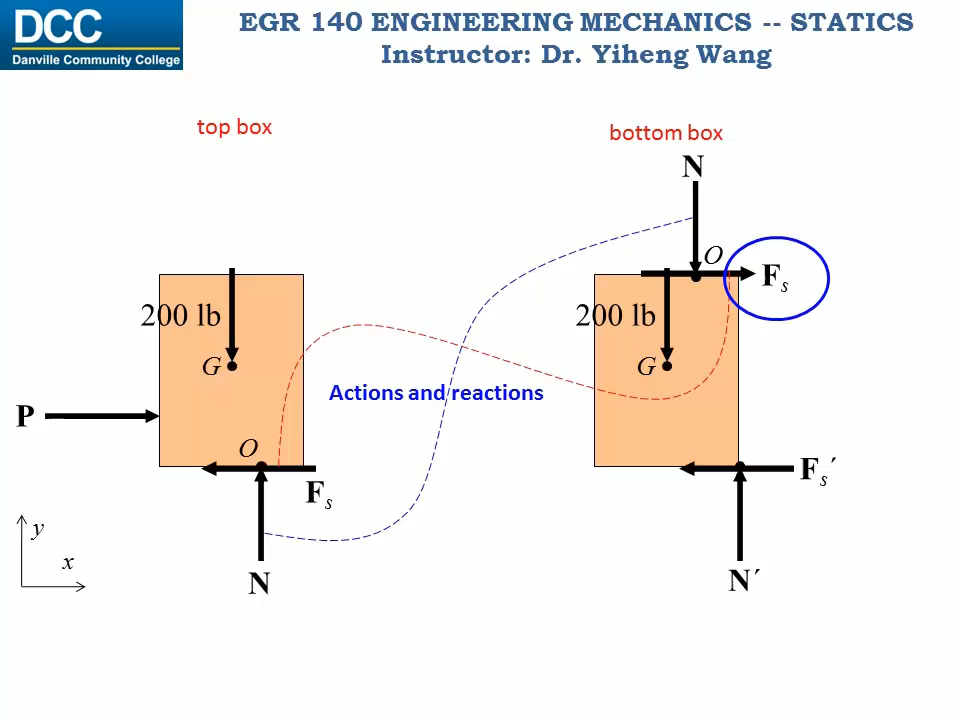 DCC
Danville Community College
EGR 140 ENGINEERING MECHANICS -- STATICS
Instructor: Dr. Yiheng Wang
top box
bottom box
N
O
Fs
200 lb
200 lb
G
G
Actions and reactions
P
O
Fs
Fs´
y
x
N
N´